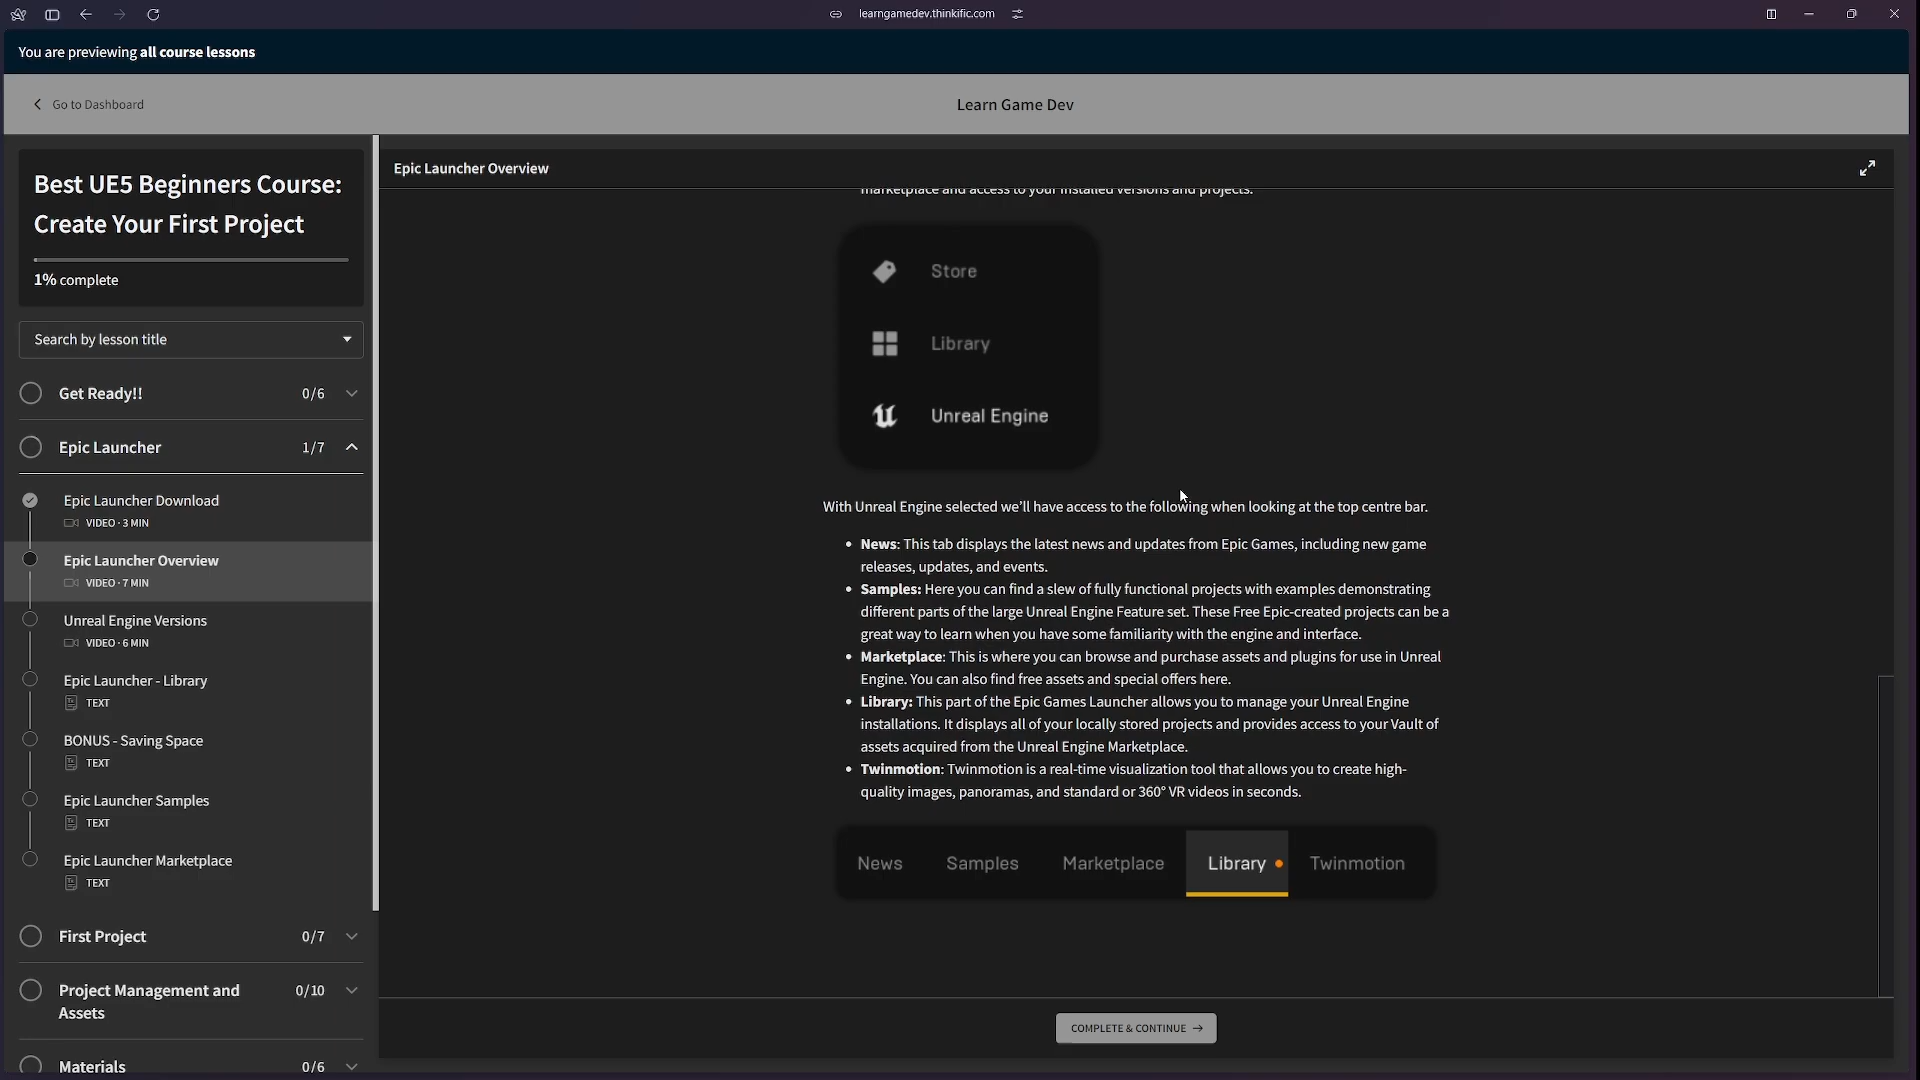 learngamedev.thinkific.com
You are previewing all course lessons
Go to Dashboard
Learn Game Dev
Best UE5 Beginners Course:
Create Your First Project
1% complete
Search by lesson title
Get Ready!! 0/6
Epic Launcher 1/7
Epic Launcher Download
VIDEO · 3 MIN
Epic Launcher Overview
VIDEO · 7 MIN
Unreal Engine Versions
VIDEO · 6 MIN
Epic Launcher - Library
TEXT
BONUS - Saving Space
TEXT
Epic Launcher Samples
TEXT
Epic Launcher Marketplace
TEXT
First Project 0/7
Project Management and 0/10
Assets
Materials 0/6
Epic Launcher Overview
marketplace and access to your installed versions and projects.
Store
Library
Unreal Engine
With Unreal Engine selected we’ll have access to the following when looking at the top centre bar.
• News: This tab displays the latest news and updates from Epic Games, including new game
releases, updates, and events.
• Samples: Here you can find a slew of fully functional projects with examples demonstrating
different parts of the large Unreal Engine Feature set. These Free Epic-created projects can be a
great way to learn when you have some familiarity with the engine and interface.
• Marketplace: This is where you can browse and purchase assets and plugins for use in Unreal
Engine. You can also find free assets and special offers here.
• Library: This part of the Epic Games Launcher allows you to manage your Unreal Engine
installations. It displays all of your locally stored projects and provides access to your Vault of
assets acquired from the Unreal Engine Marketplace.
• Twinmotion: Twinmotion is a real-time visualization tool that allows you to create high-
quality images, panoramas, and standard or 360° VR videos in seconds.
News Samples Marketplace Library Twinmotion
COMPLETE & CONTINUE →